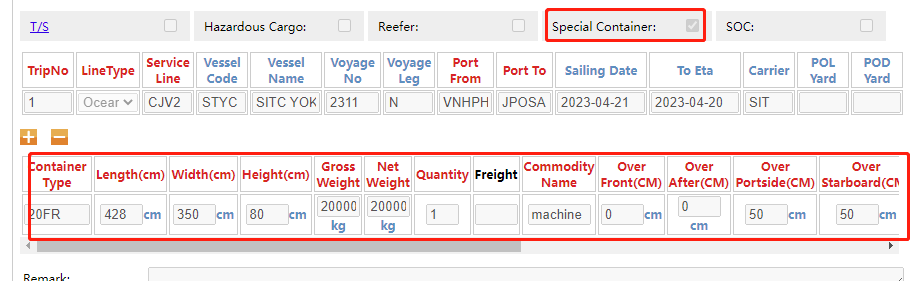 T/S Hazardous Cargo: Reefer: Special Container: SOC:
TripNo LineType Service Line Vessel Code Vessel Name Voyage No Voyage Leg Port From Port To Sailing Date To Eta Carrier POL Yard POD Yard
1 Ocear CJV2 STYC SITC YOK 2311 N VNHPH JPOSA 2023-04-21 2023-04-20 SIT
Container Type Length(cm) Width(cm) Height(cm) Gross Weight Net Weight Quantity Freight Commodity Name Over Front(CM) Over After(CM) Over Portside(CM) Over Starboard(CM
20FR 428 cm 350 cm 80 cm 20000 kg 20000 kg 1 machine 0 cm 0 cm 50 cm 50 cm
Remark: